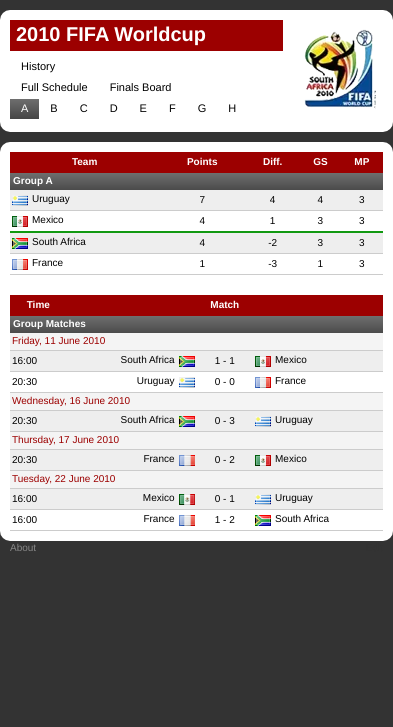 2010 FIFA Worldcup
History
Full Schedule Finals Board
A B C D E F G H
SOUTH AFRICA 2010
FIFA
WORLD CUP
Team Points Diff. GS MP
Group A
Uruguay 7 4 4 3
Mexico 4 1 3 3
South Africa 4 -2 3 3
France 1 -3 1 3
Time Match
Group Matches
Friday, 11 June 2010
16:00 South Africa 1 - 1 Mexico
20:30 Uruguay 0 - 0 France
Wednesday, 16 June 2010
20:30 South Africa 0 - 3 Uruguay
Thursday, 17 June 2010
20:30 France 0 - 2 Mexico
Tuesday, 22 June 2010
16:00 Mexico 0 - 1 Uruguay
16:00 France 1 - 2 South Africa
About